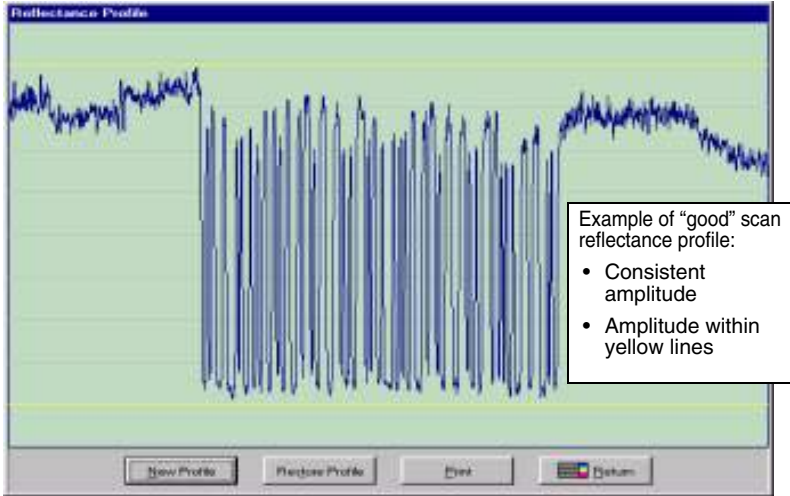 Reflectance Profile
Example of “good” scan
reflectance profile:
• Consistent
amplitude
• Amplitude within
yellow lines
New Profile
Restore Profile
Print
Return